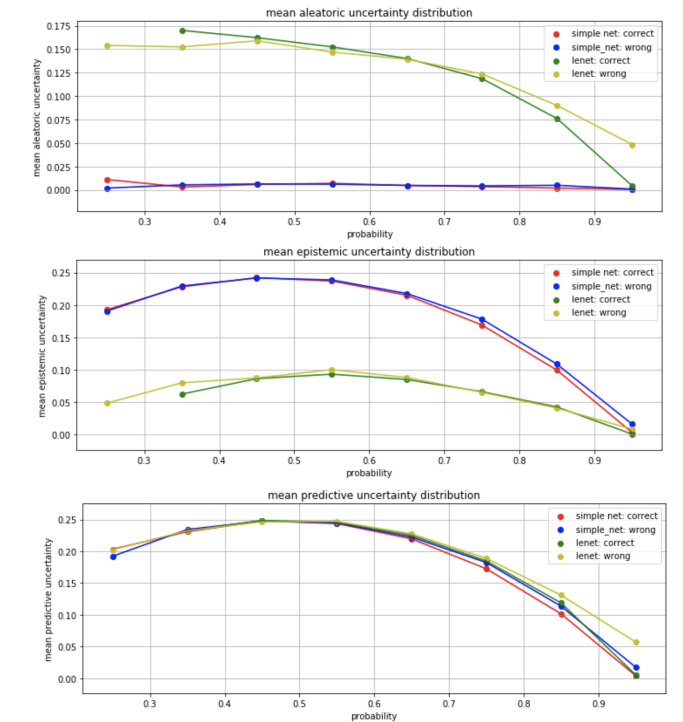 mean aleatoric uncertainty distribution
mean aleatoric uncertainty
0.175
0.150
0.125
0.100
0.075
0.050
0.025
0.000
simple net: correct
simple_net: wrong
lenet: correct
lenet: wrong
0.3 0.4 0.5 0.6 0.7 0.8 0.9
probability
mean epistemic uncertainty distribution
mean epistemic uncertainty
0.25
0.20
0.15
0.10
0.05
0.00
simple net: correct
simple_net: wrong
lenet: correct
lenet: wrong
0.3 0.4 0.5 0.6 0.7 0.8 0.9
probability
mean predictive uncertainty distribution
mean predictive uncertainty
0.25
0.20
0.15
0.10
0.05
0.00
simple net: correct
simple_net: wrong
lenet: correct
lenet: wrong
0.3 0.4 0.5 0.6 0.7 0.8 0.9
probability